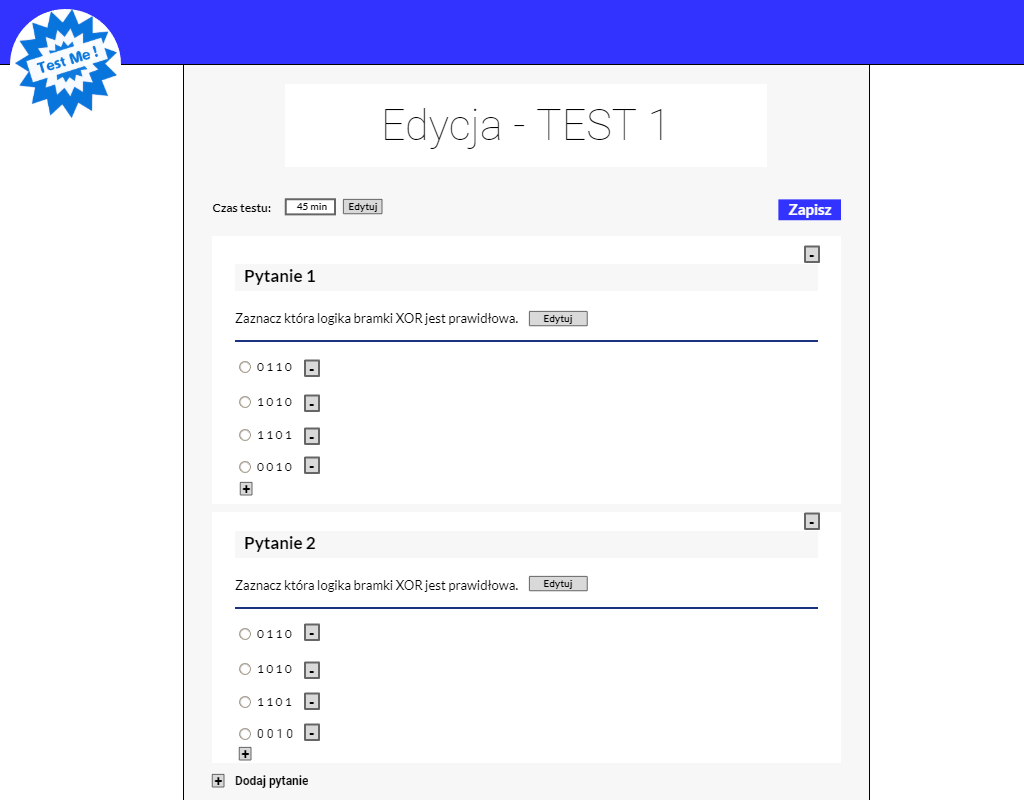 Test Me !
Edycja - TEST 1
Czas testu: 45 min Edytuj Zapisz
-
Pytanie 1
Zaznacz która logika bramki XOR jest prawidłowa. Edytuj
0 1 1 0 -
1 0 1 0 -
1 1 0 1 -
0 0 1 0 -
+
-
Pytanie 2
Zaznacz która logika bramki XOR jest prawidłowa. Edytuj
0 1 1 0 -
1 0 1 0 -
1 1 0 1 -
0 0 1 0 -
+
+ Dodaj pytanie